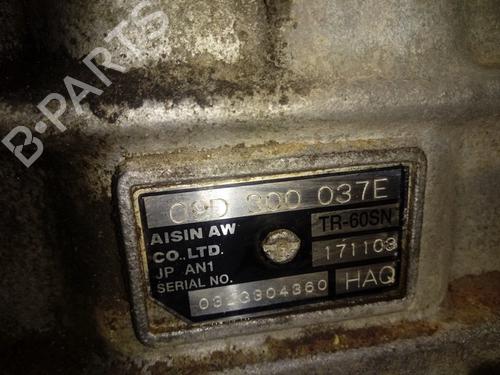 B-PARTS
09D 300 037E
AISIN AW TR-60SN
CO.,LTD. 171103
JP AN1
SERIAL NO. HAQ
0323904360